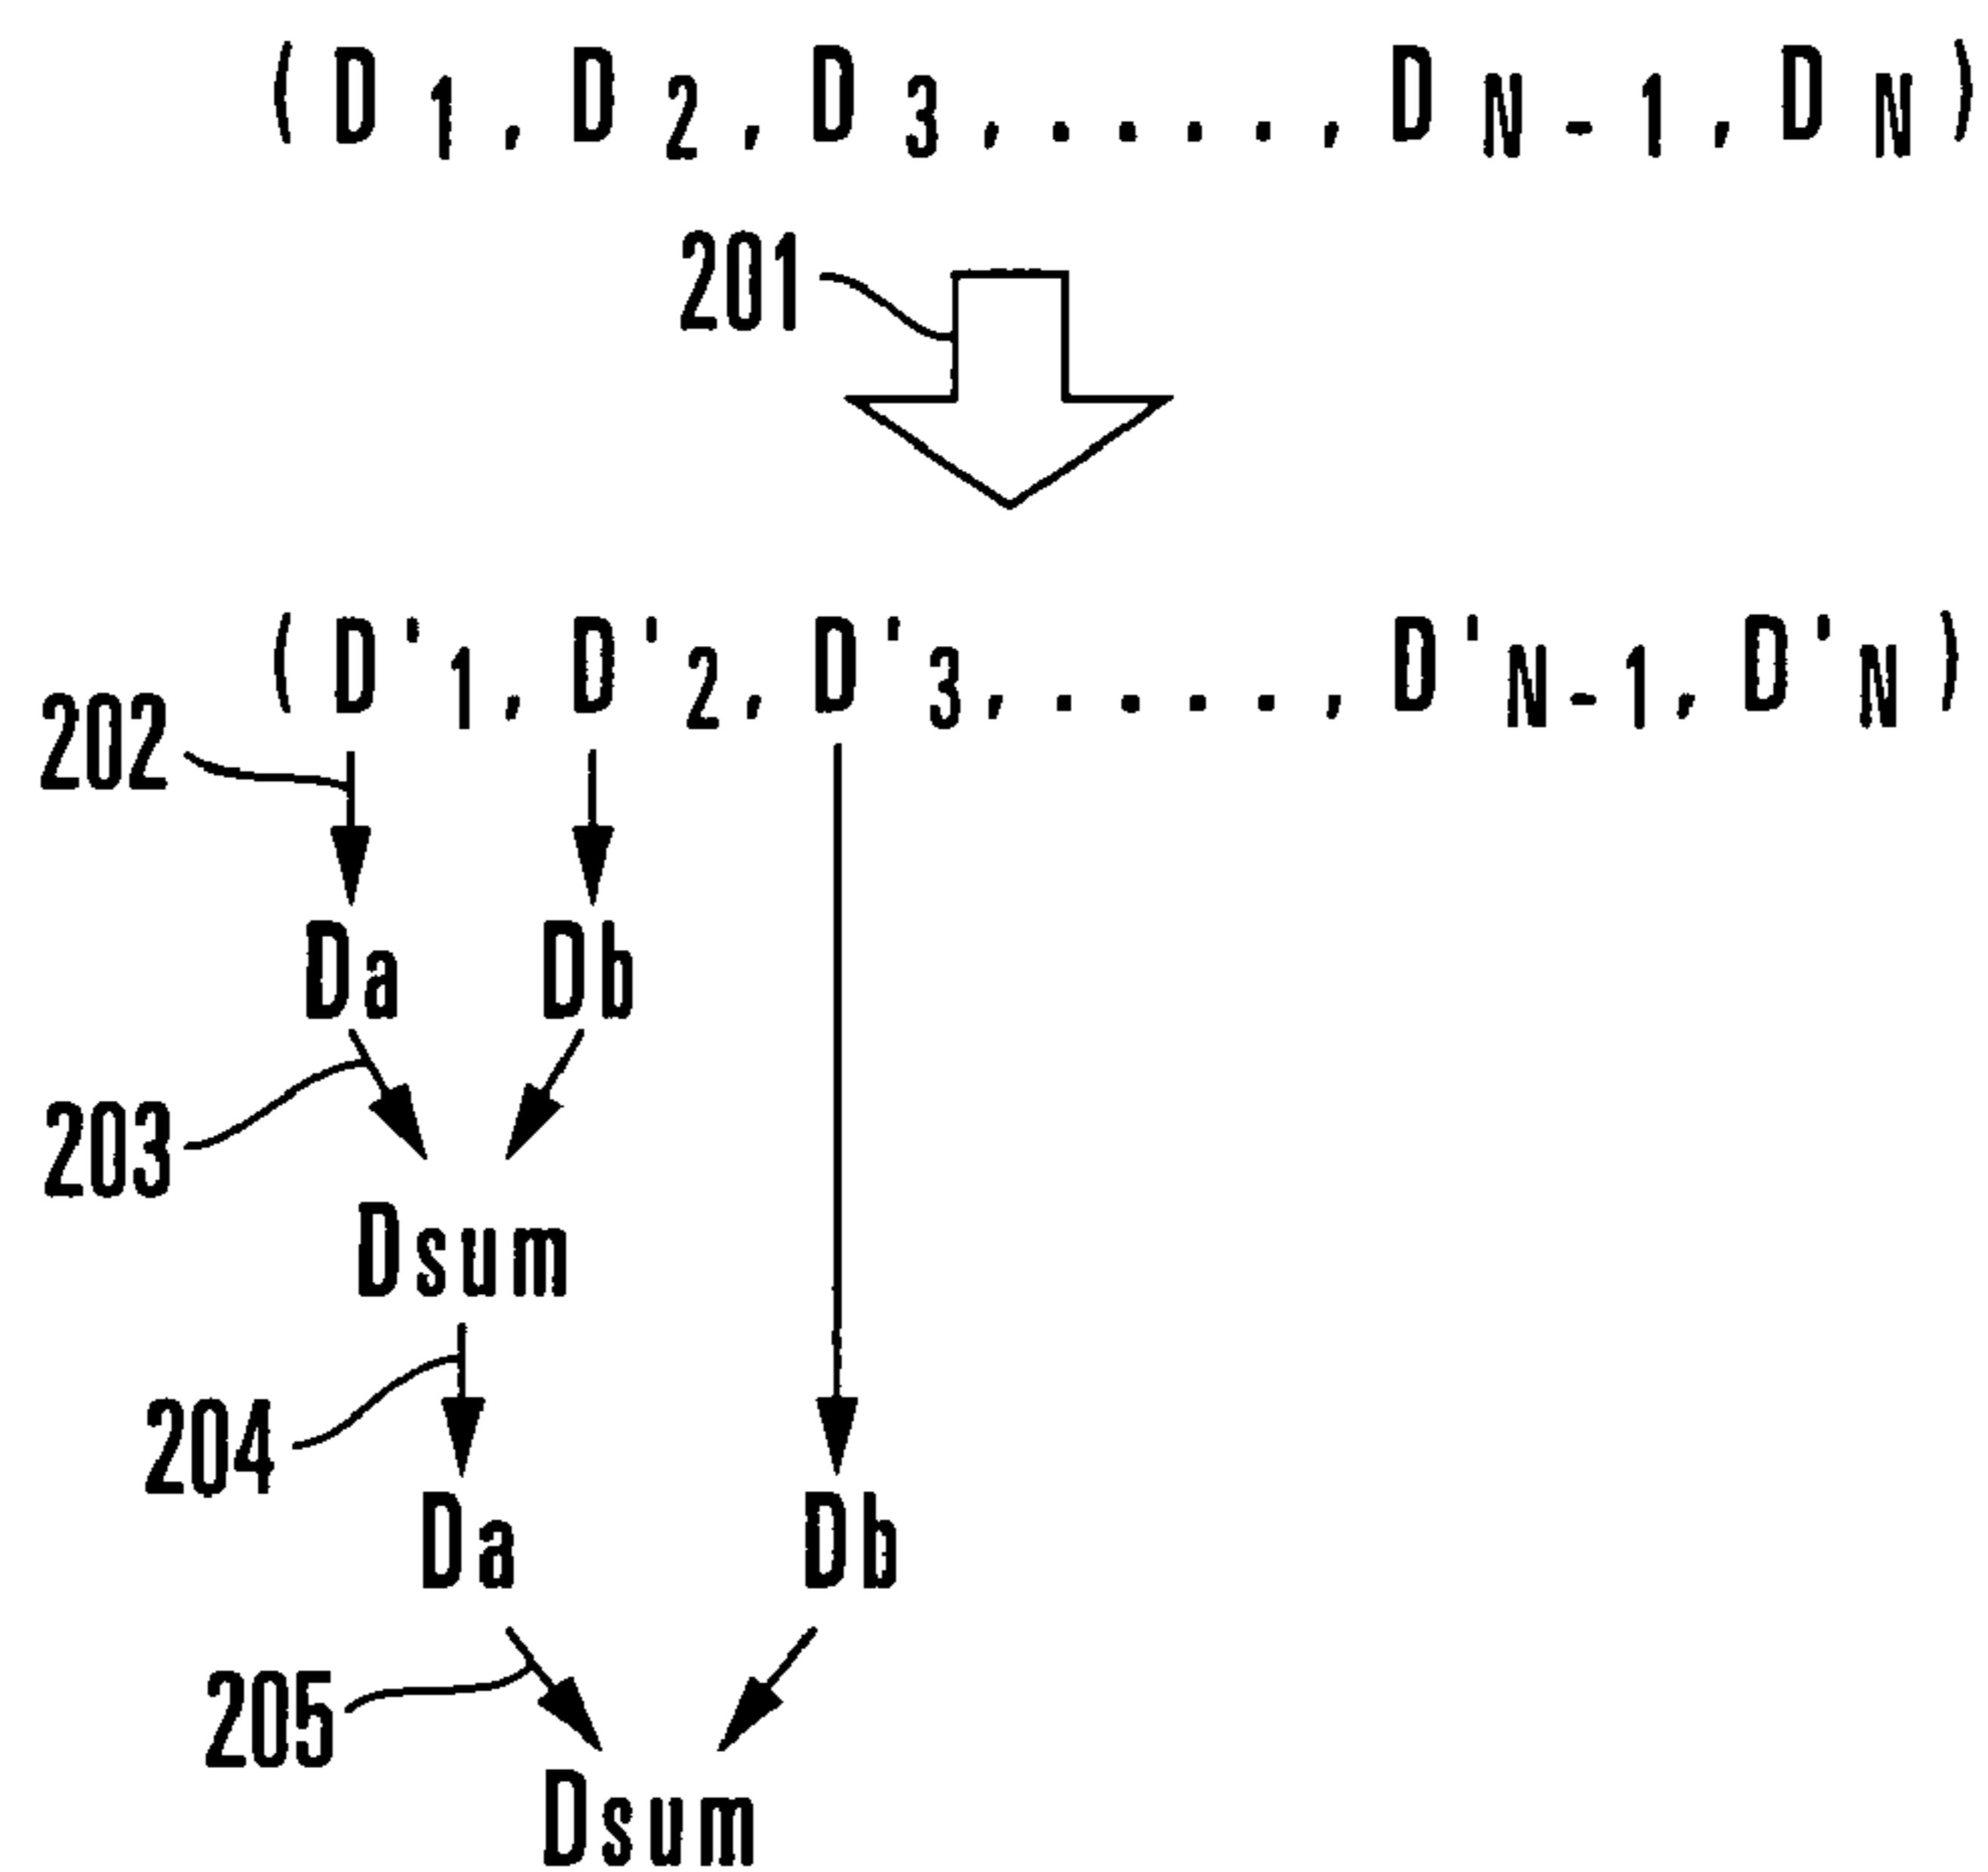 (D1, D2, D3, . . . . , DN-1, DN)
201
(D'1, D'2, D'3, . . . . , D'N-1, D'N)
202
Da Db
203
Dsum
204
Da Db
205
Dsum